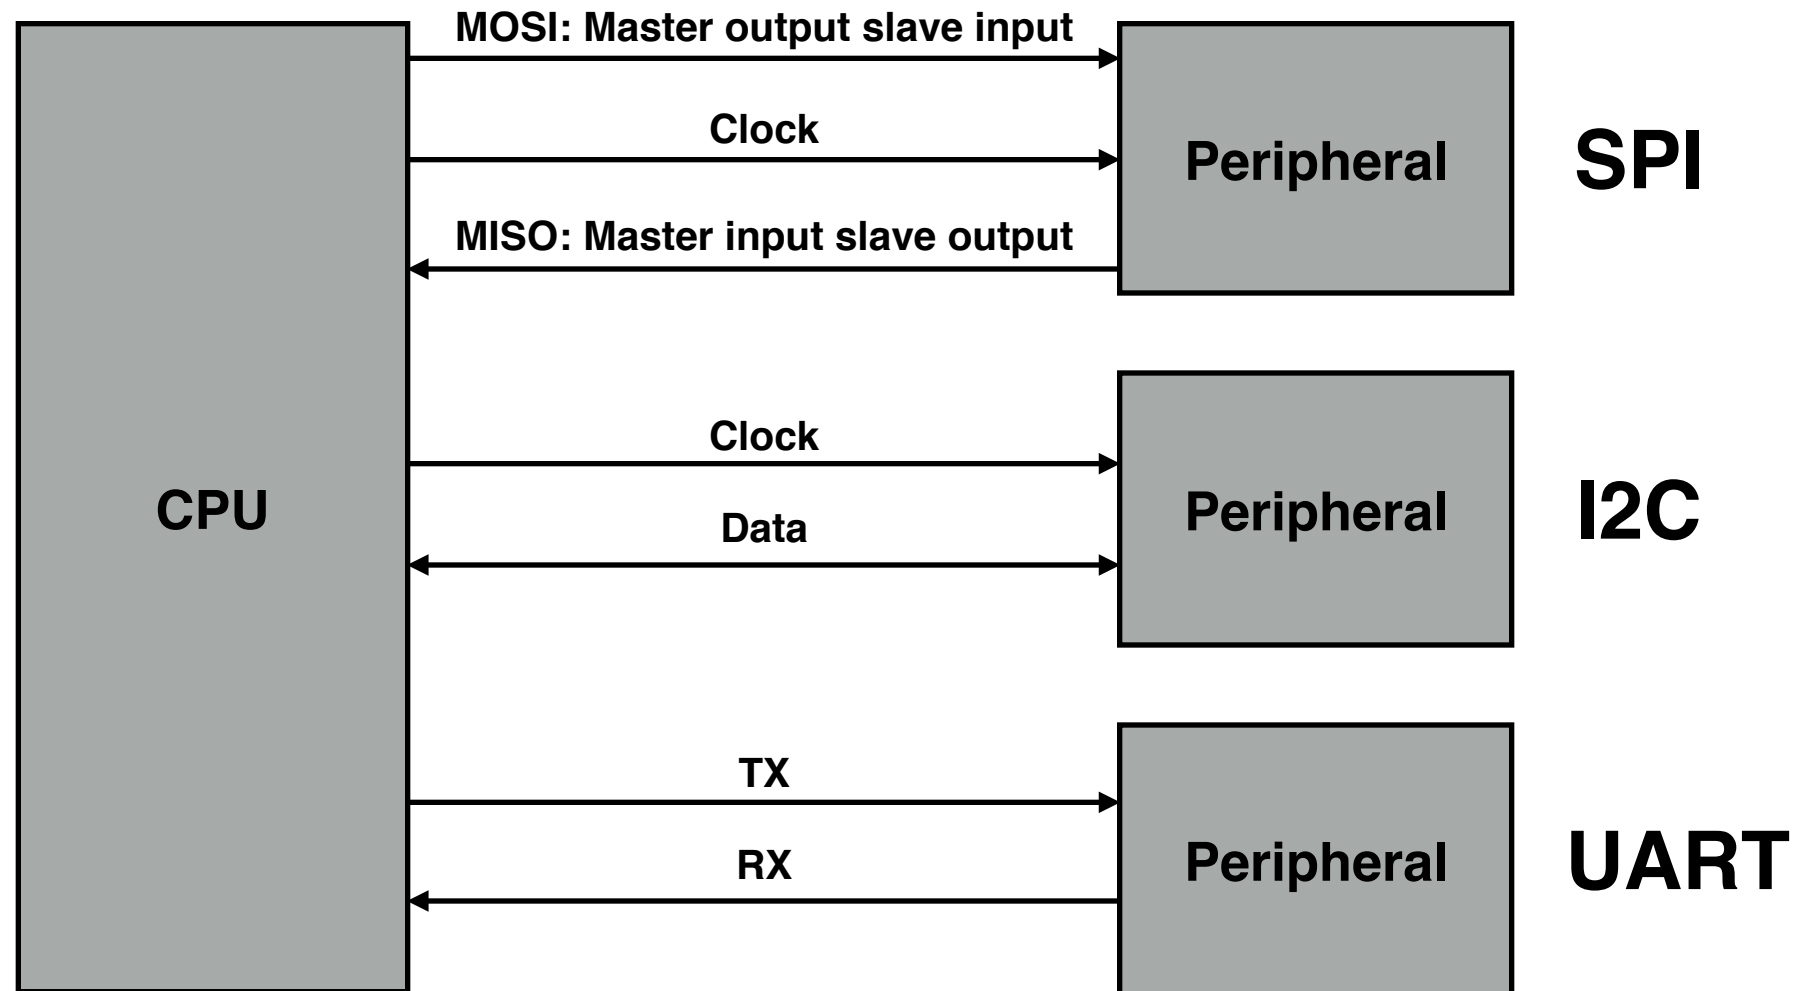 MOSI: Master output slave input
Clock
MISO: Master input slave output
Peripheral
SPI
CPU
Clock
Data
Peripheral
I2C
TX
RX
Peripheral
UART